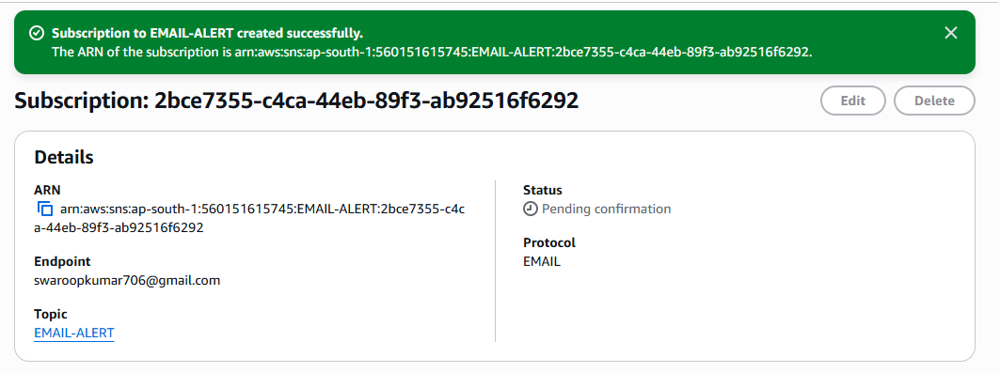 Subscription to EMAIL-ALERT created successfully.
The ARN of the subscription is arn:aws:sns:ap-south-1:560151615745:EMAIL-ALERT:2bce7355-c4ca-44eb-89f3-ab92516f6292.
Subscription: 2bce7355-c4ca-44eb-89f3-ab92516f6292
Edit
Delete
Details
ARN
arn:aws:sns:ap-south-1:560151615745:EMAIL-ALERT:2bce7355-c4c
a-44eb-89f3-ab92516f6292
Endpoint
swaroopkumar706@gmail.com
Topic
EMAIL-ALERT
Status
Pending confirmation
Protocol
EMAIL